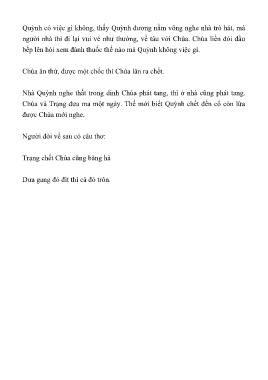 Quỳnh có việc gì không, thấy Quỳnh đương nằm võng nghe nhà trò hát, mà
người nhà thì đi lại vui vẻ như thường, về tâu với Chúa. Chúa liền đòi đầu
bếp lên hỏi xem đánh thuốc thế nào mà Quỳnh không việc gì.
Chúa ăn thử, được một chốc thì Chúa lăn ra chết.
Nhà Quỳnh nghe thất trong dinh Chúa phát tang, thì ở nhà cũng phát tang.
Chúa và Trạng đưa ma một ngày. Thế mới biết Quỳnh chết đến cổ còn lừa
được Chúa mới nghe.
Người đời về sau có câu thơ:
Trạng chết Chúa cũng băng hà
Dưa gang đỏ đít thì cà đỏ trôn.